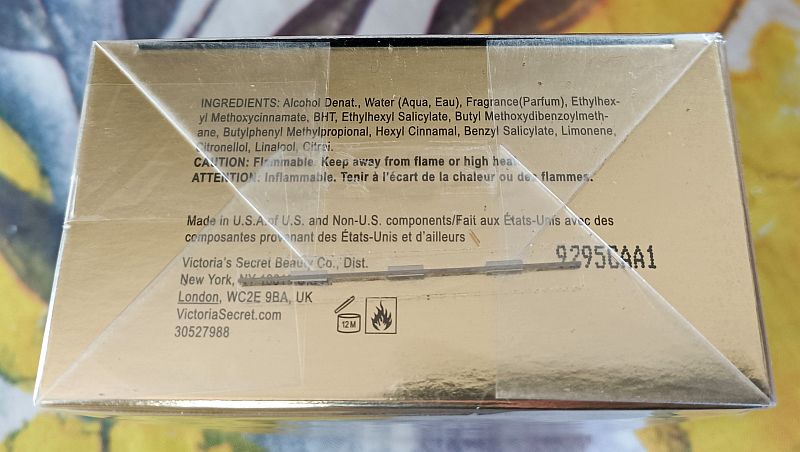 INGREDIENTS: Alcohol Denat., Water (Aqua, Eau), Fragrance(Parfum), Ethylhex-
yl Methoxycinnamate, BHT, Ethylhexyl Salicylate, Butyl Methoxydibenzoylmeth-
ane, Butylphenyl Methylpropional, Hexyl Cinnamal, Benzyl Salicylate, Limonene,
Citronellol, Linalool, Citral.
CAUTION: Flammable. Keep away from flame or high heat.
ATTENTION: Inflammable. Tenir à l'écart de la chaleur ou des flammes.
Made in U.S.A. of U.S. and Non-U.S. components/Fait aux États-Unis avec des
composantes provenant des États-Unis et d'ailleurs
Victoria's Secret Beauty Co., Dist.
New York,
London, WC2E 9BA, UK
VictoriaSecret.com
30527988
9295CAA1
12M